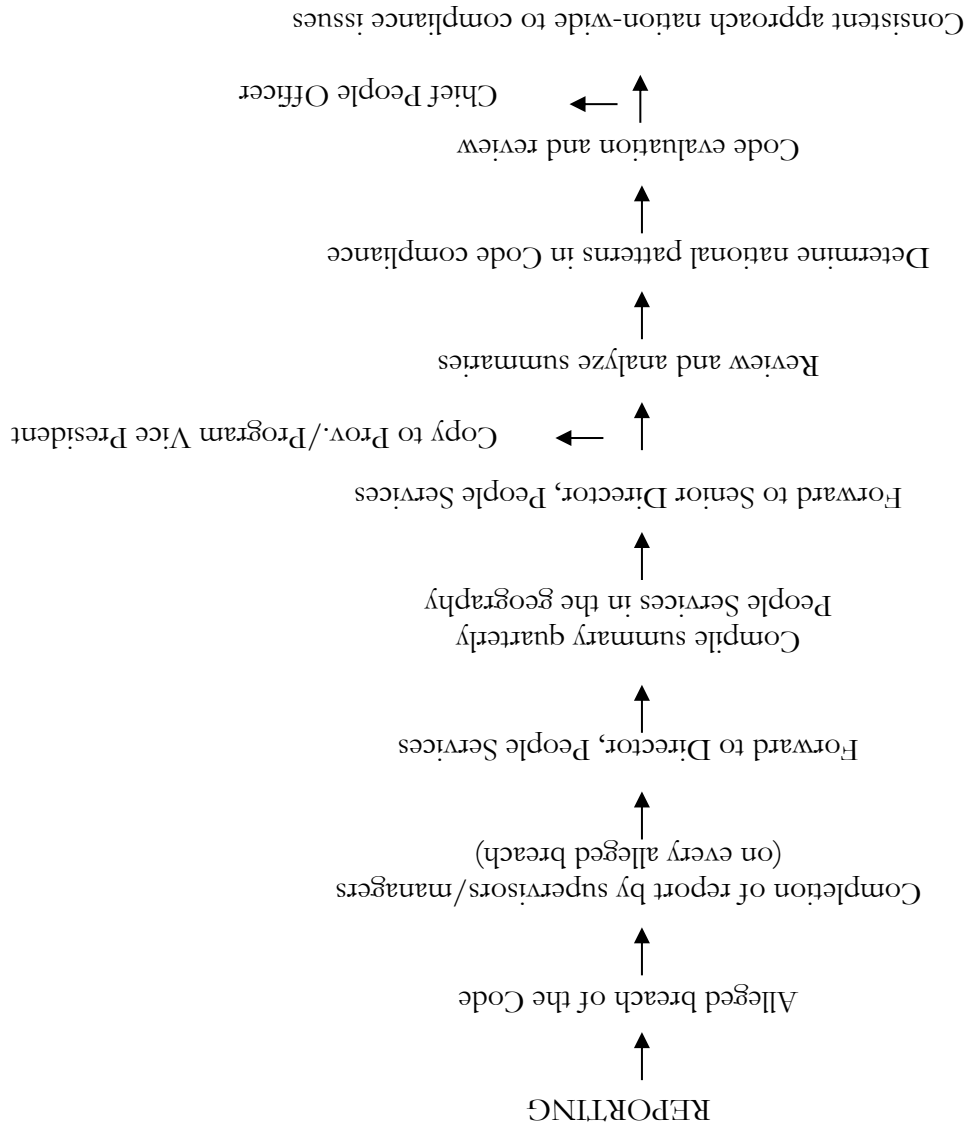 REPORTING
Alleged breach of the Code
Completion of report by supervisors/managers
(on every alleged breach)
Forward to Director, People Services
Compile summary quarterly
People Services in the geography
Forward to Senior Director, People Services
Copy to Prov./Program Vice President
Review and analyze summaries
Determine national patterns in Code compliance
Code evaluation and review
Chief People Officer
Consistent approach nation-wide to compliance issues